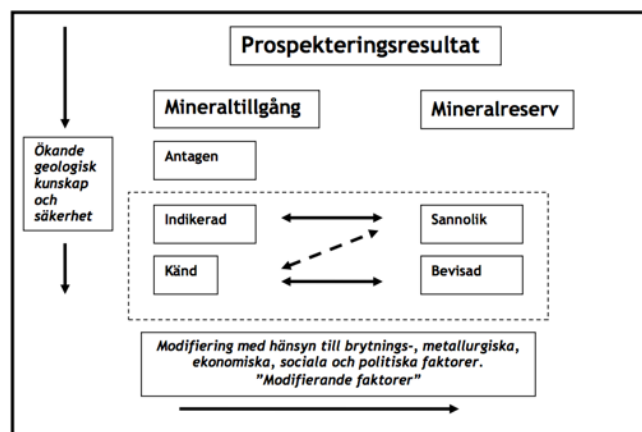 Prospekteringsresultat
Mineraltillgång
Mineralreserv
Ökande
geologisk
kunskap
och
säkerhet
Antagen
Indikerad
Sannolik
Känd
Bevisad
Modifiering med hänsyn till brytnings-, metallurgiska,
ekonomiska, sociala och politiska faktorer.
”Modifierande faktorer”